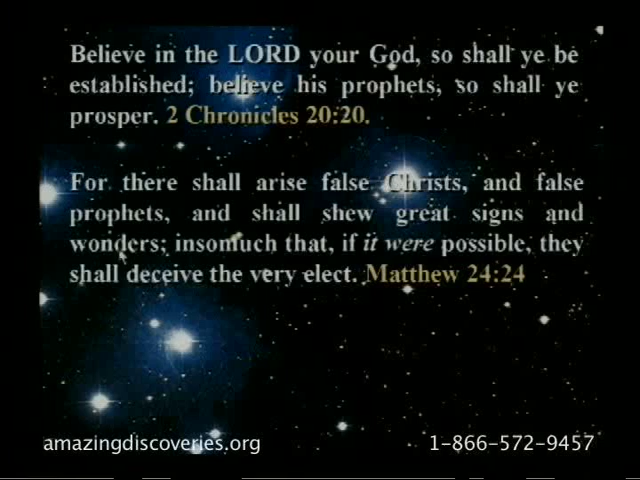 Believe in the LORD your God, so shall ye be
established; believe his prophets, so shall ye
prosper. 2 Chronicles 20:20.
For there shall arise false Christs, and false
prophets, and shall shew great signs and
wonders; insomuch that, if it were possible, they
shall deceive the very elect. Matthew 24:24
amazingdiscoveries.org
1-866-572-9457